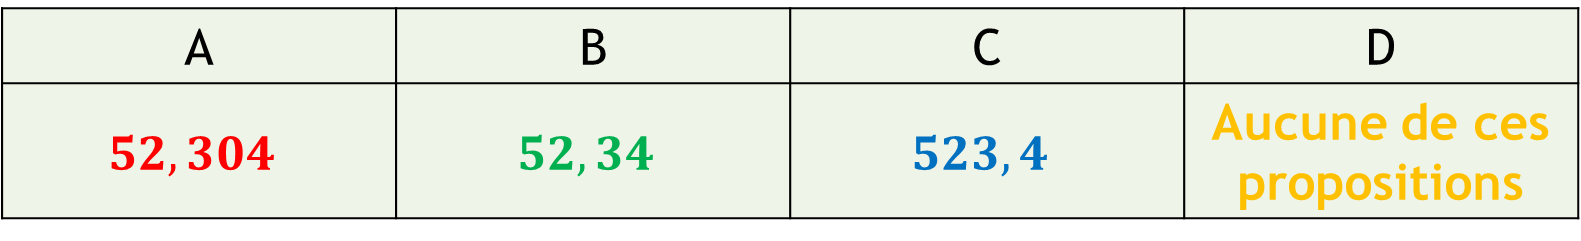 A B C D
52,304 52,34 523,4 Aucune de ces
propositions